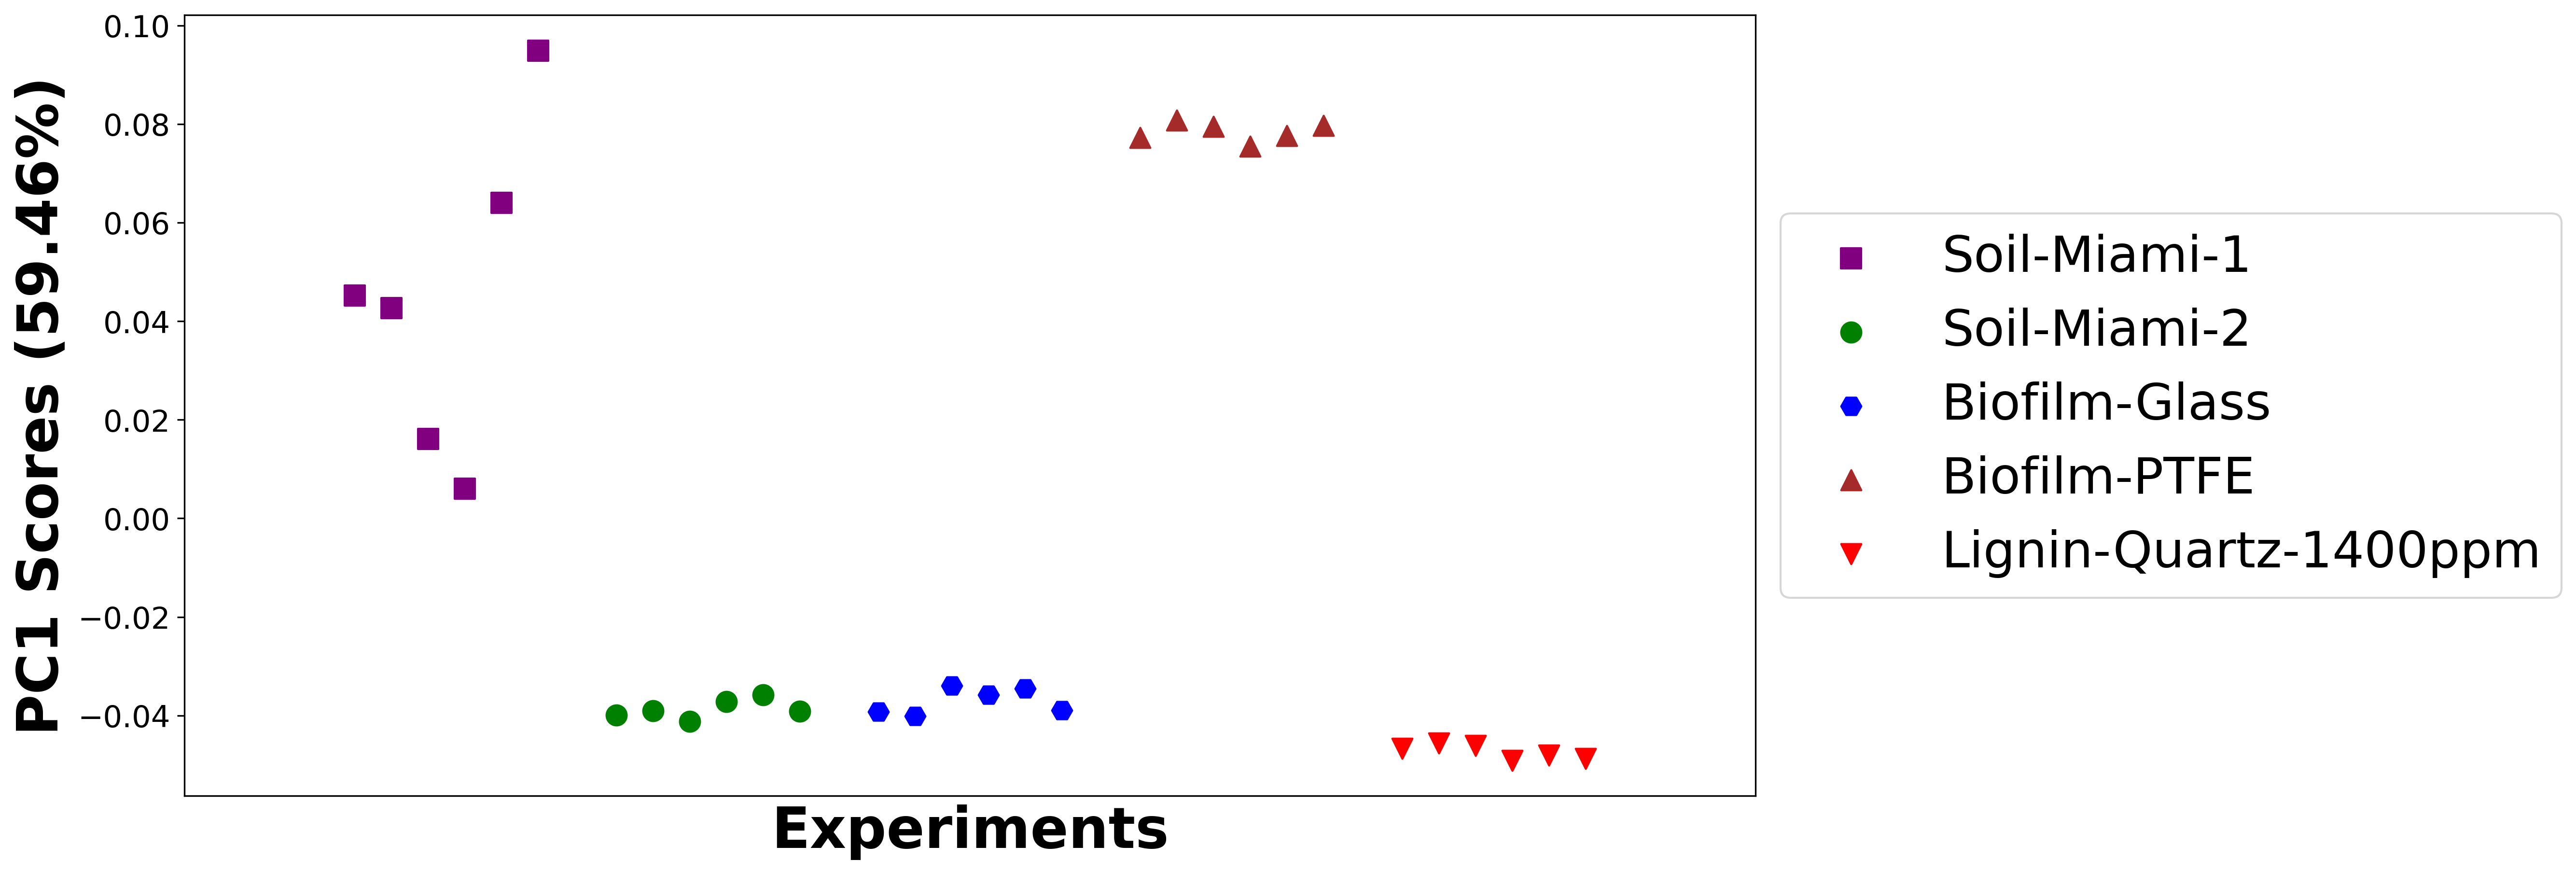 PC1 Scores (59.46%)
0.10
0.08
0.06
0.04
0.02
0.00
−0.02
−0.04
Experiments
Soil-Miami-1
Soil-Miami-2
Biofilm-Glass
Biofilm-PTFE
Lignin-Quartz-1400ppm